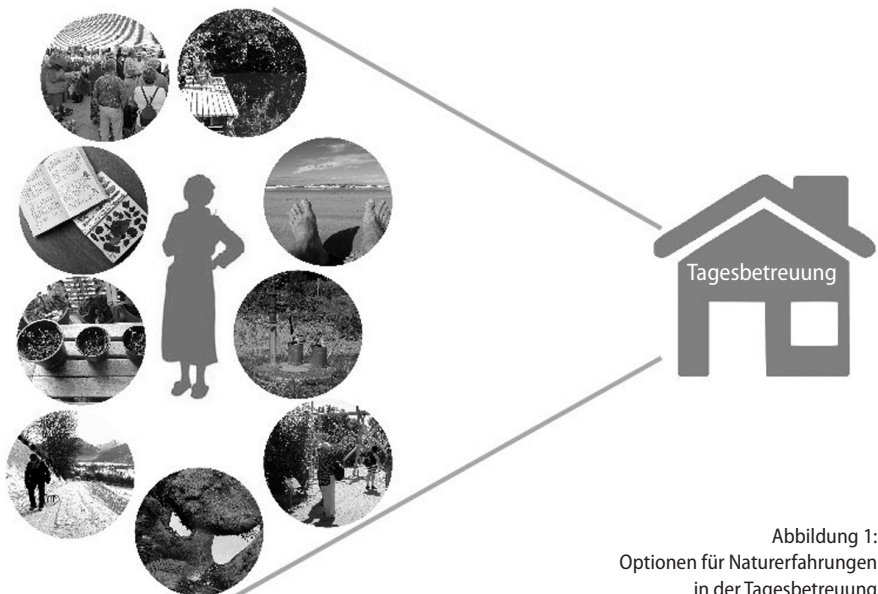 Tagesbetreuung
Abbildung 1:
Optionen für Naturerfahrungen
in der Tagesbetreuung